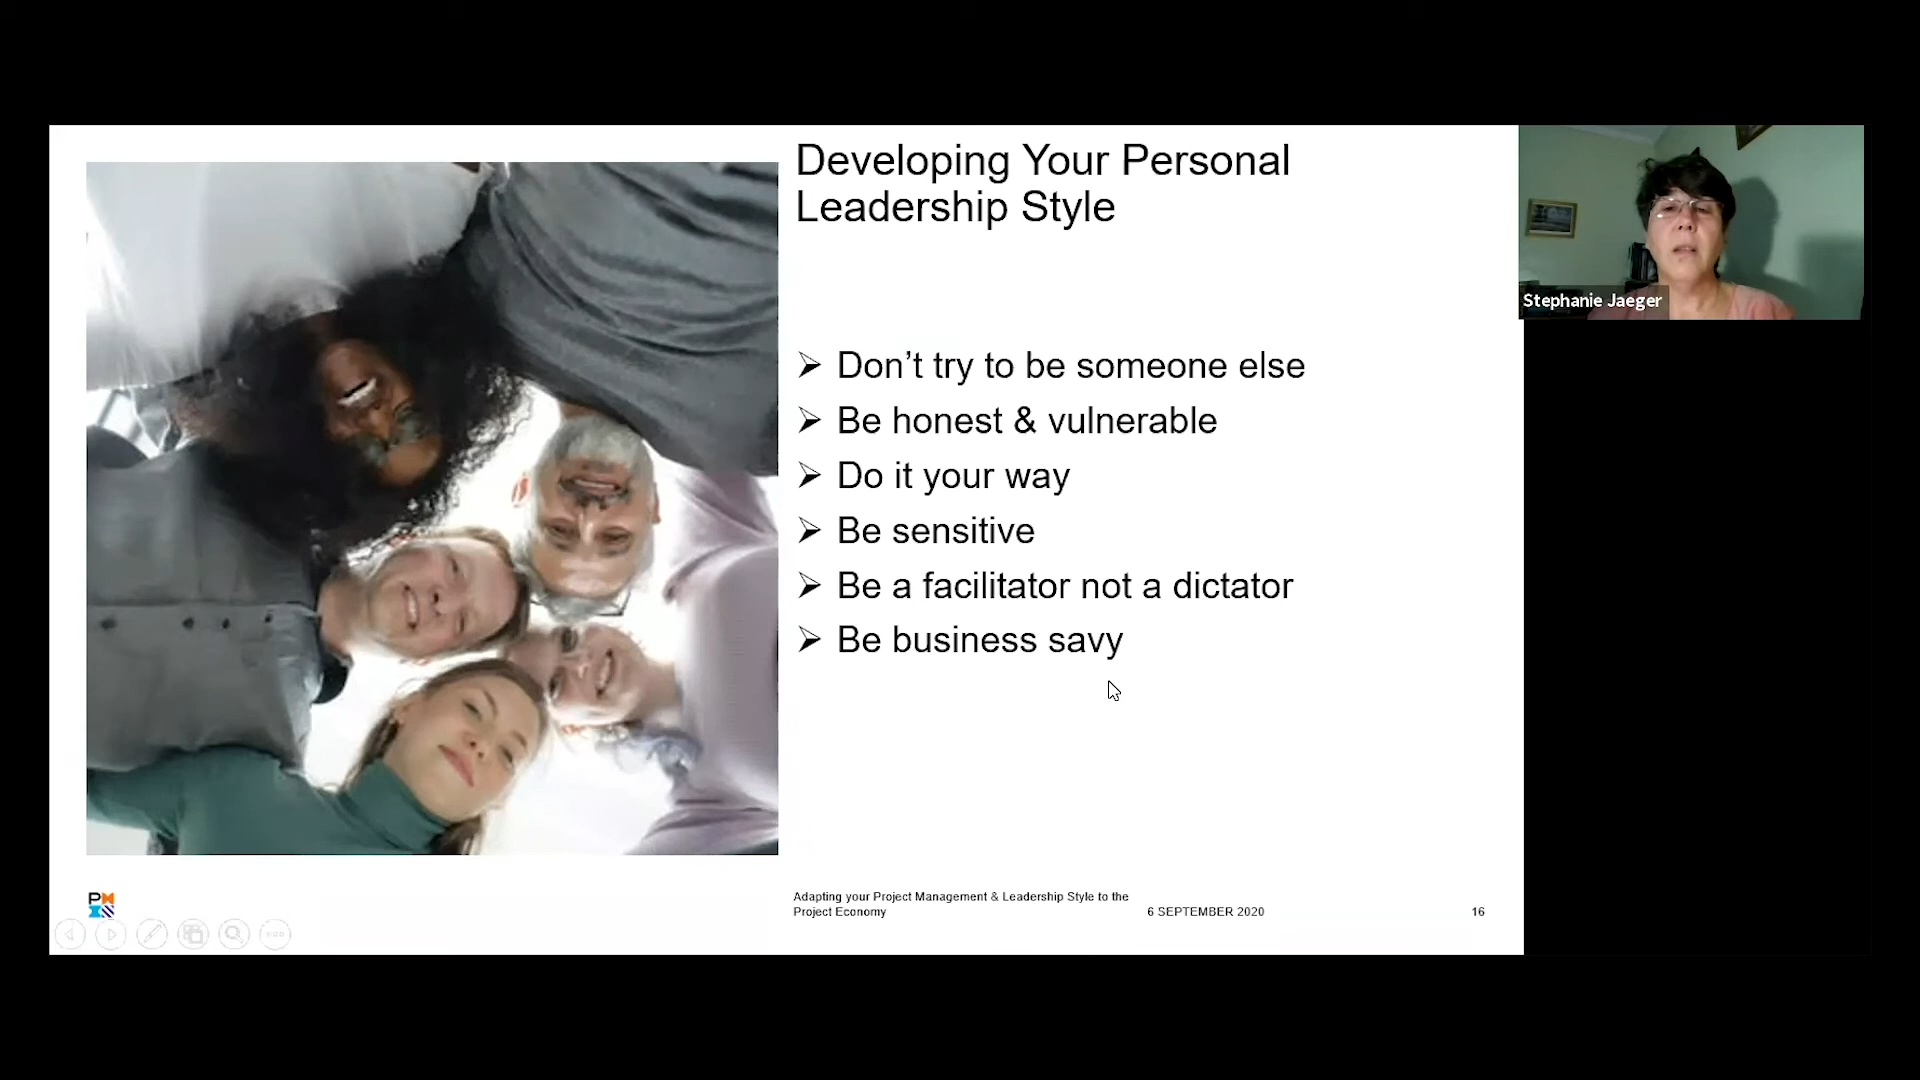 Developing Your Personal
Leadership Style
Stephanie Jaeger
➢ Don’t try to be someone else
➢ Be honest & vulnerable
➢ Do it your way
➢ Be sensitive
➢ Be a facilitator not a dictator
➢ Be business savy
PMI
Adapting your Project Management & Leadership Style to the
Project Economy
6 SEPTEMBER 2020
16